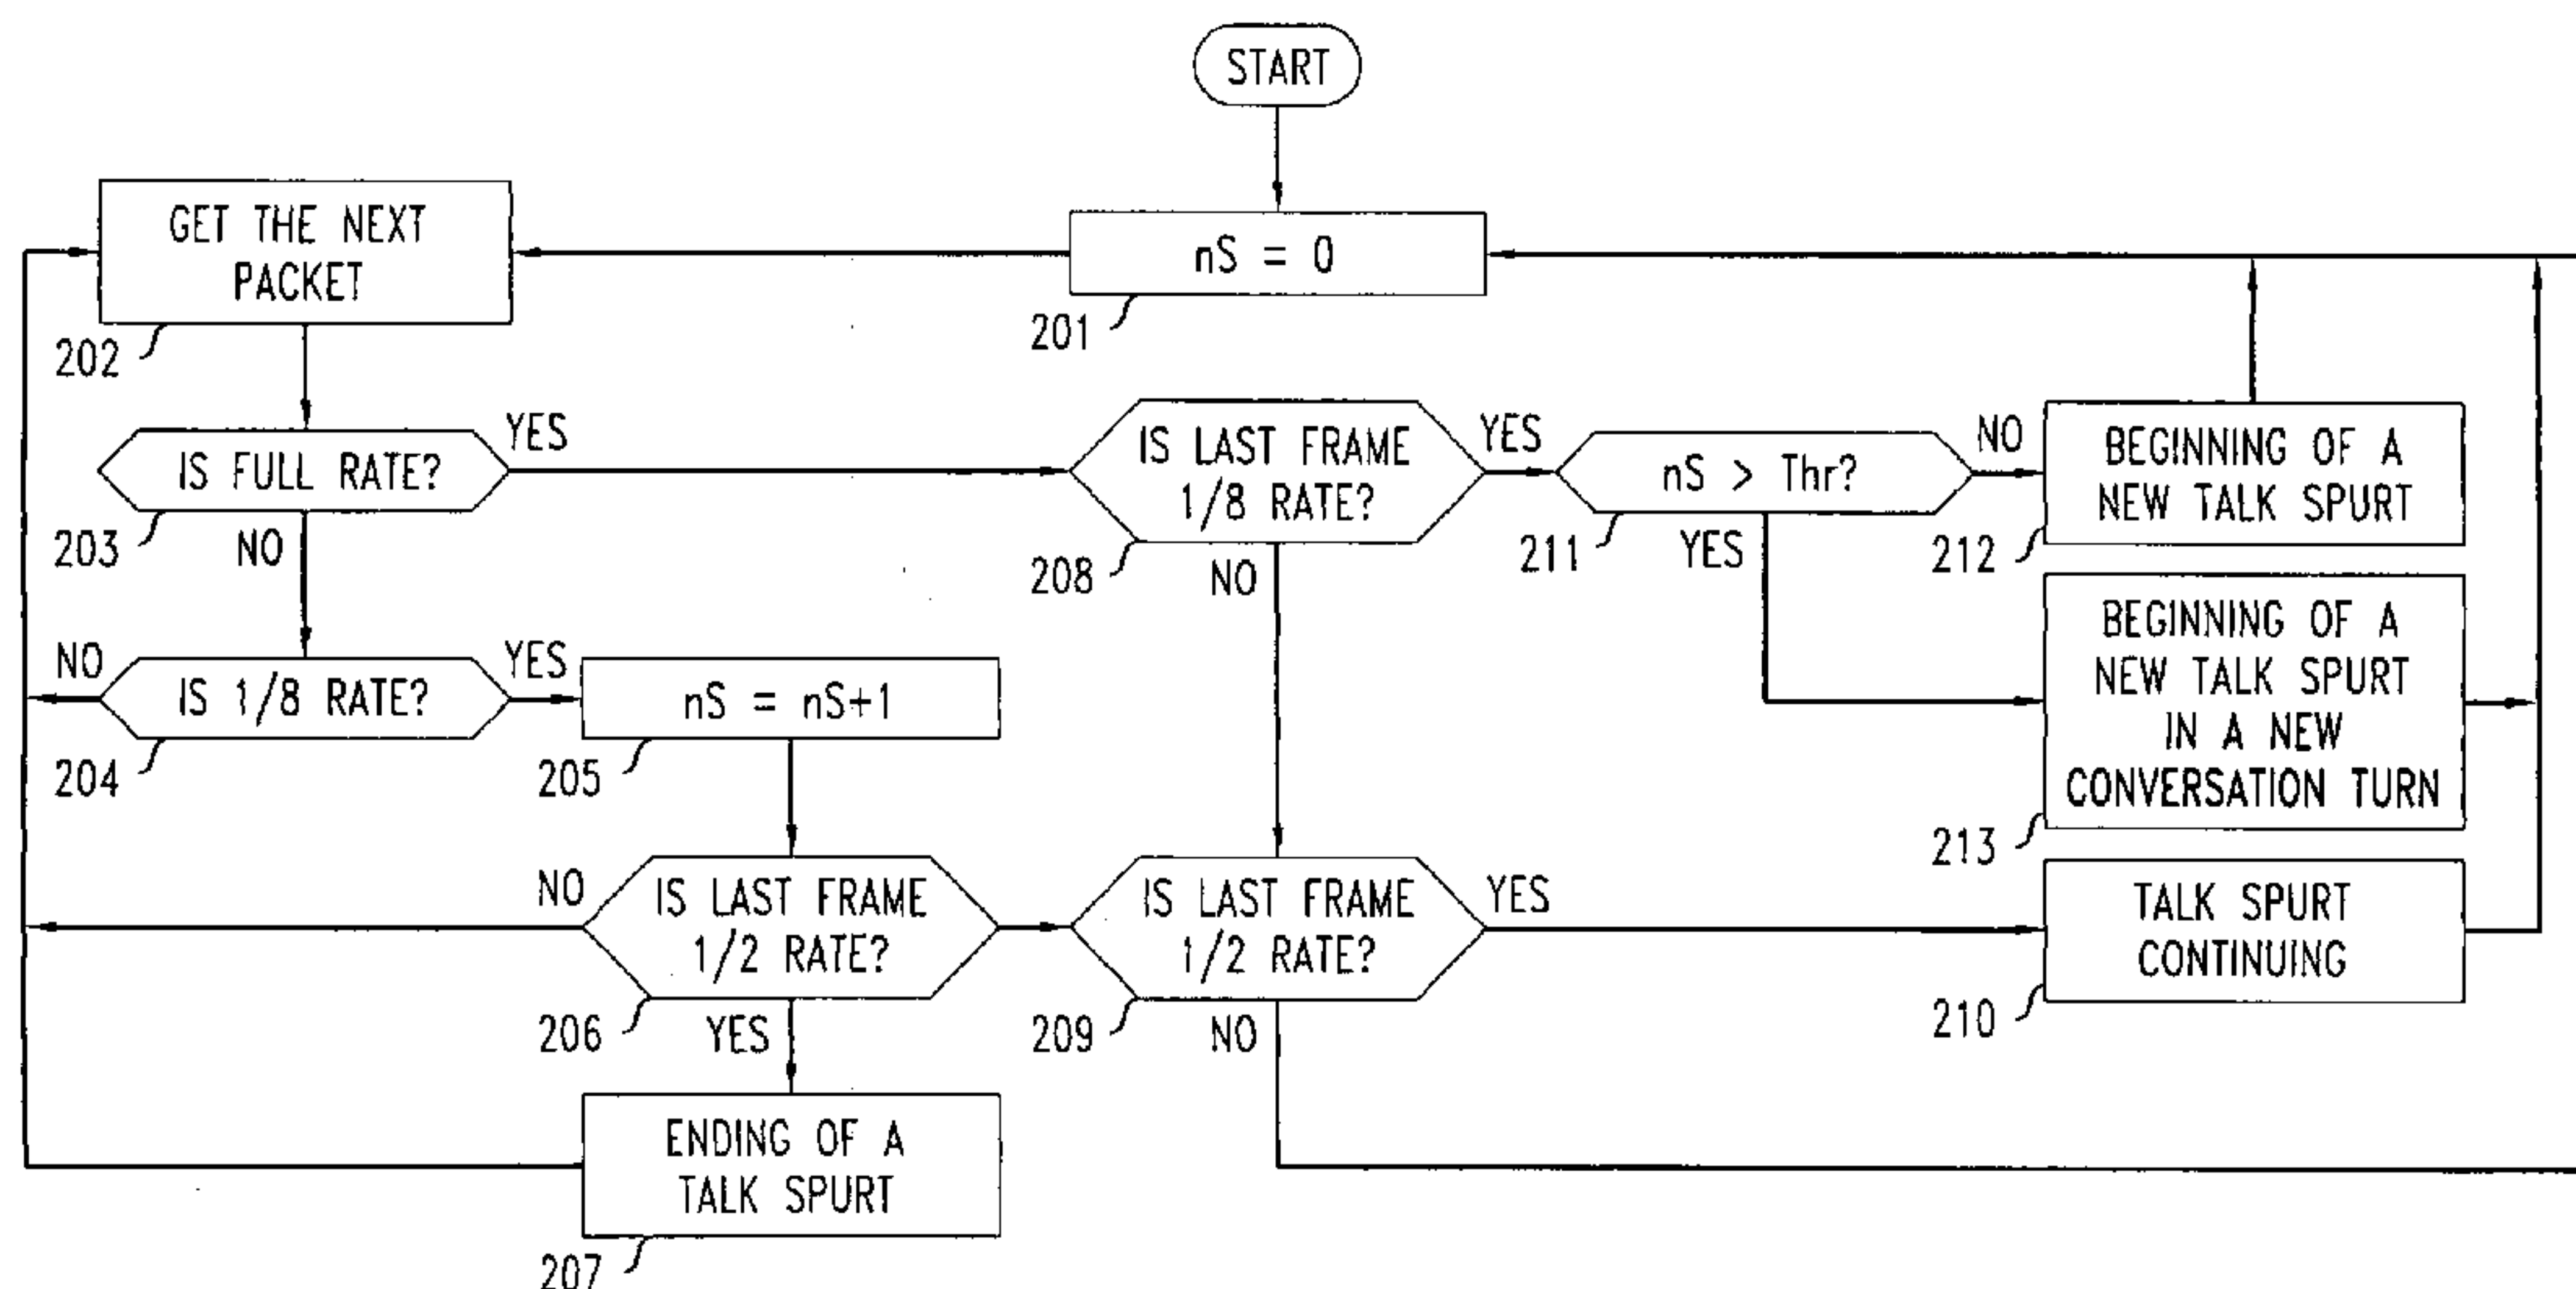 START
GET THE NEXT
PACKET
202
nS = 0
201
IS FULL RATE?
YES
NO
203
IS LAST FRAME
1/8 RATE?
YES
NO
208
nS > Thr?
NO
YES
211
BEGINNING OF A
NEW TALK SPURT
212
BEGINNING OF A
NEW TALK SPURT
IN A NEW
CONVERSATION TURN
213
NO
IS 1/8 RATE?
YES
204
nS = nS+1
205
NO
IS LAST FRAME
1/2 RATE?
206
YES
IS LAST FRAME
1/2 RATE?
YES
209
NO
TALK SPURT
CONTINUING
210
ENDING OF A
TALK SPURT
207